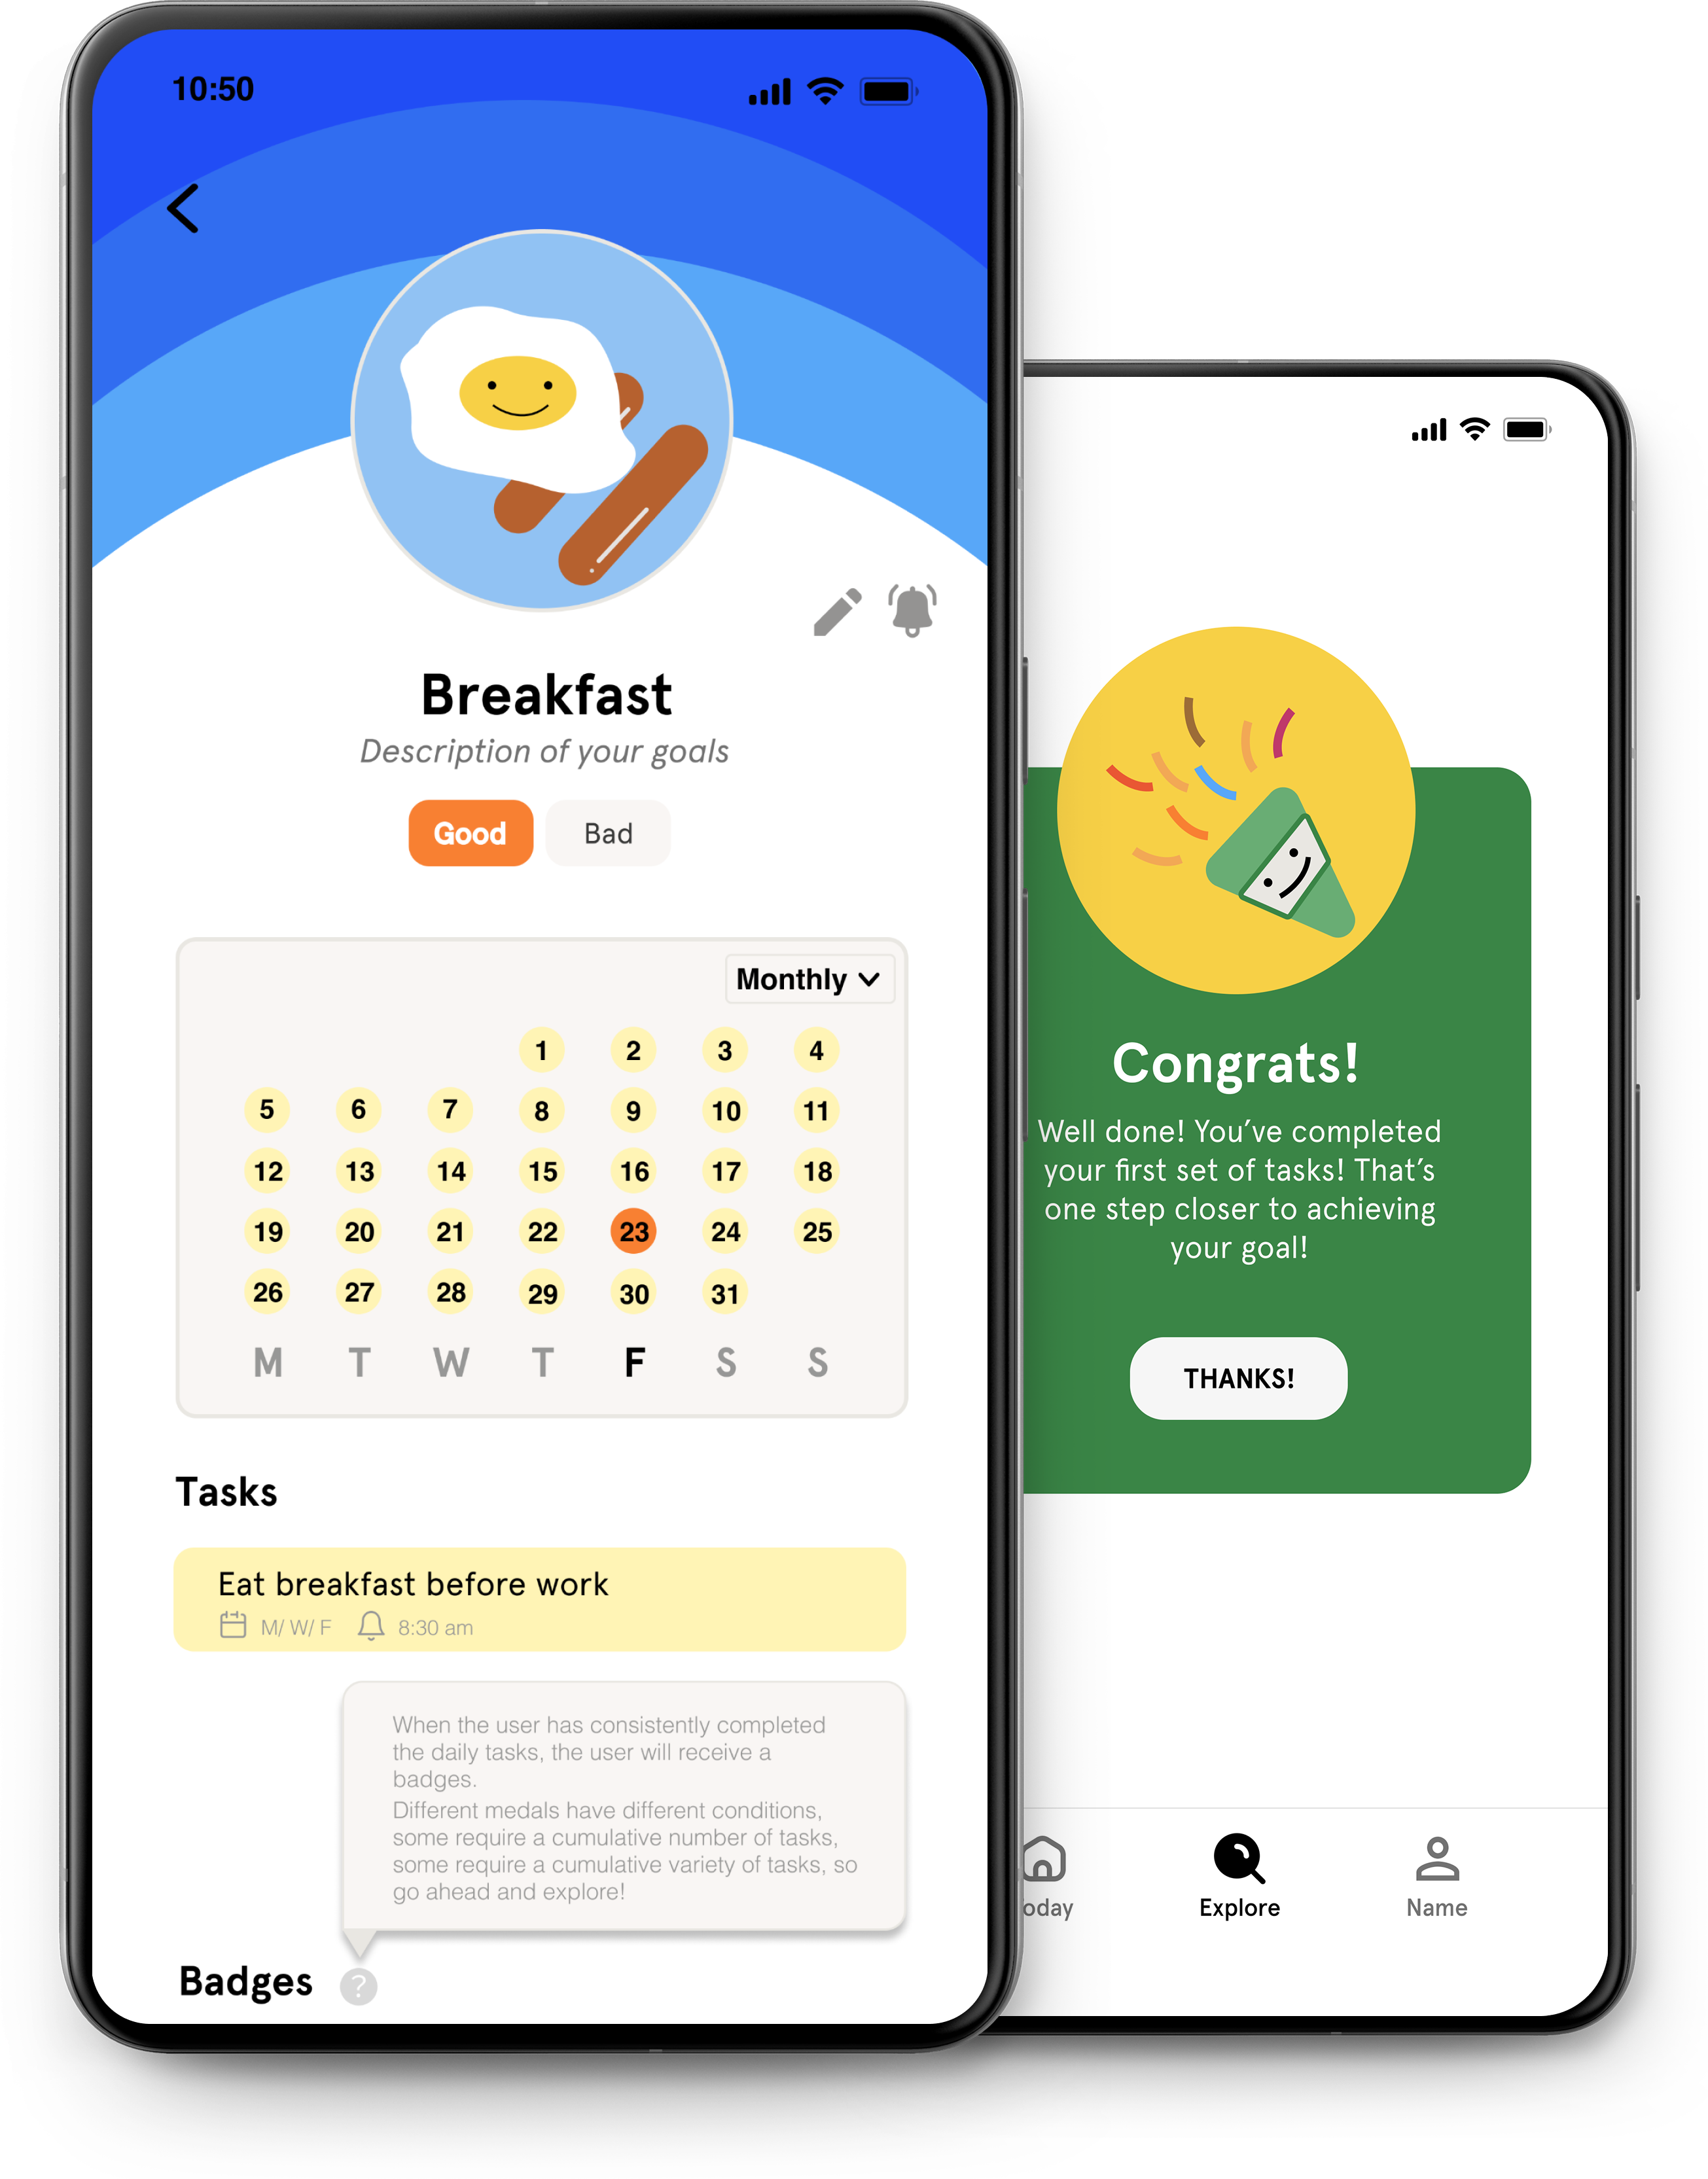 10:50
Breakfast
Description of your goals
Good Bad
Monthly
1 2 3 4
5 6 7 8 9 10 11
12 13 14 15 16 17 18
19 20 21 22 23 24 25
26 27 28 29 30 31
M T W T F S S
Tasks
Eat breakfast before work
M/ W/ F 8:30 am
When the user has consistently completed
the daily tasks, the user will receive a
badges.
Different medals have different conditions,
some require a cumulative number of tasks,
some require a cumulative variety of tasks, so
go ahead and explore!
Badges ?
Congrats!
Well done! You’ve completed
your first set of tasks! That’s
one step closer to achieving
your goal!
THANKS!
oday Explore Name